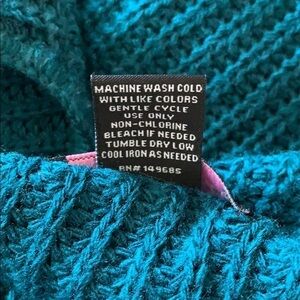 MACHINE WASH COLD
WITH LIKE COLORS
GENTLE CYCLE
USE ONLY
NON-CHLORINE
BLEACH IF NEEDED
TUMBLE DRY LOW
COOL IRON AS NEEDED
RN# 149685